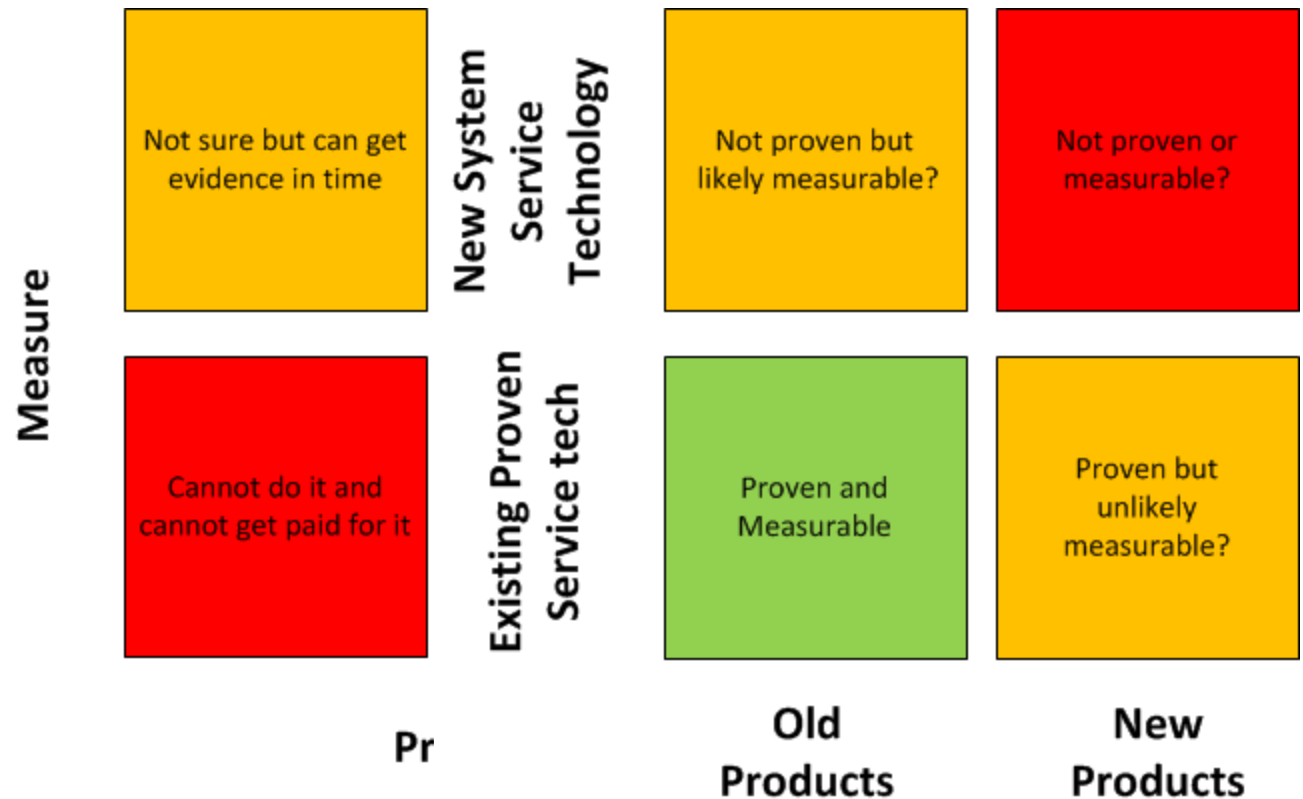 Measure
Not sure but can get
evidence in time
Cannot do it and
cannot get paid for it
Pr
New System
Service
Technology
Existing Proven
Service tech
Not proven but
likely measurable?
Not proven or
measurable?
Proven and
Measurable
Proven but
unlikely
measurable?
Old
Products
New
Products